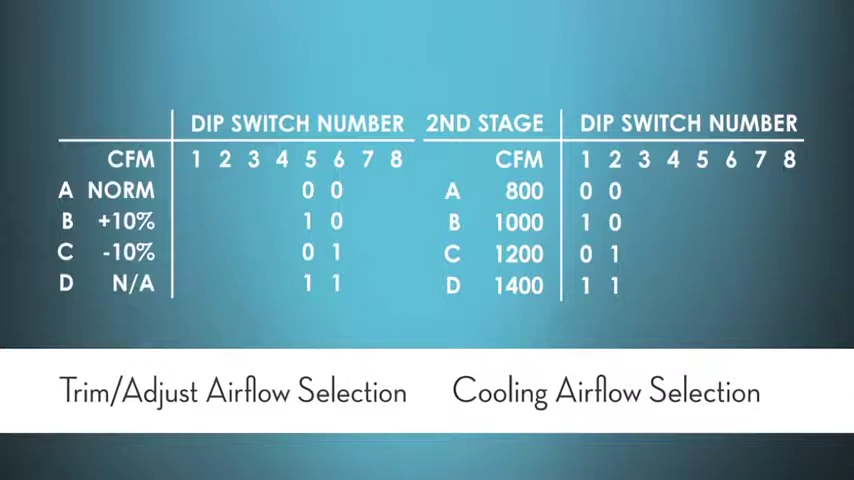 DIP SWITCH NUMBER 2ND STAGE DIP SWITCH NUMBER
CFM 1 2 3 4 5 6 7 8 CFM 1 2 3 4 5 6 7 8
A NORM 0 0 A 800 0 0
B +10% 1 0 B 1000 1 0
C -10% 0 1 C 1200 0 1
D N/A 1 1 D 1400 1 1
Trim/Adjust Airflow Selection Cooling Airflow Selection